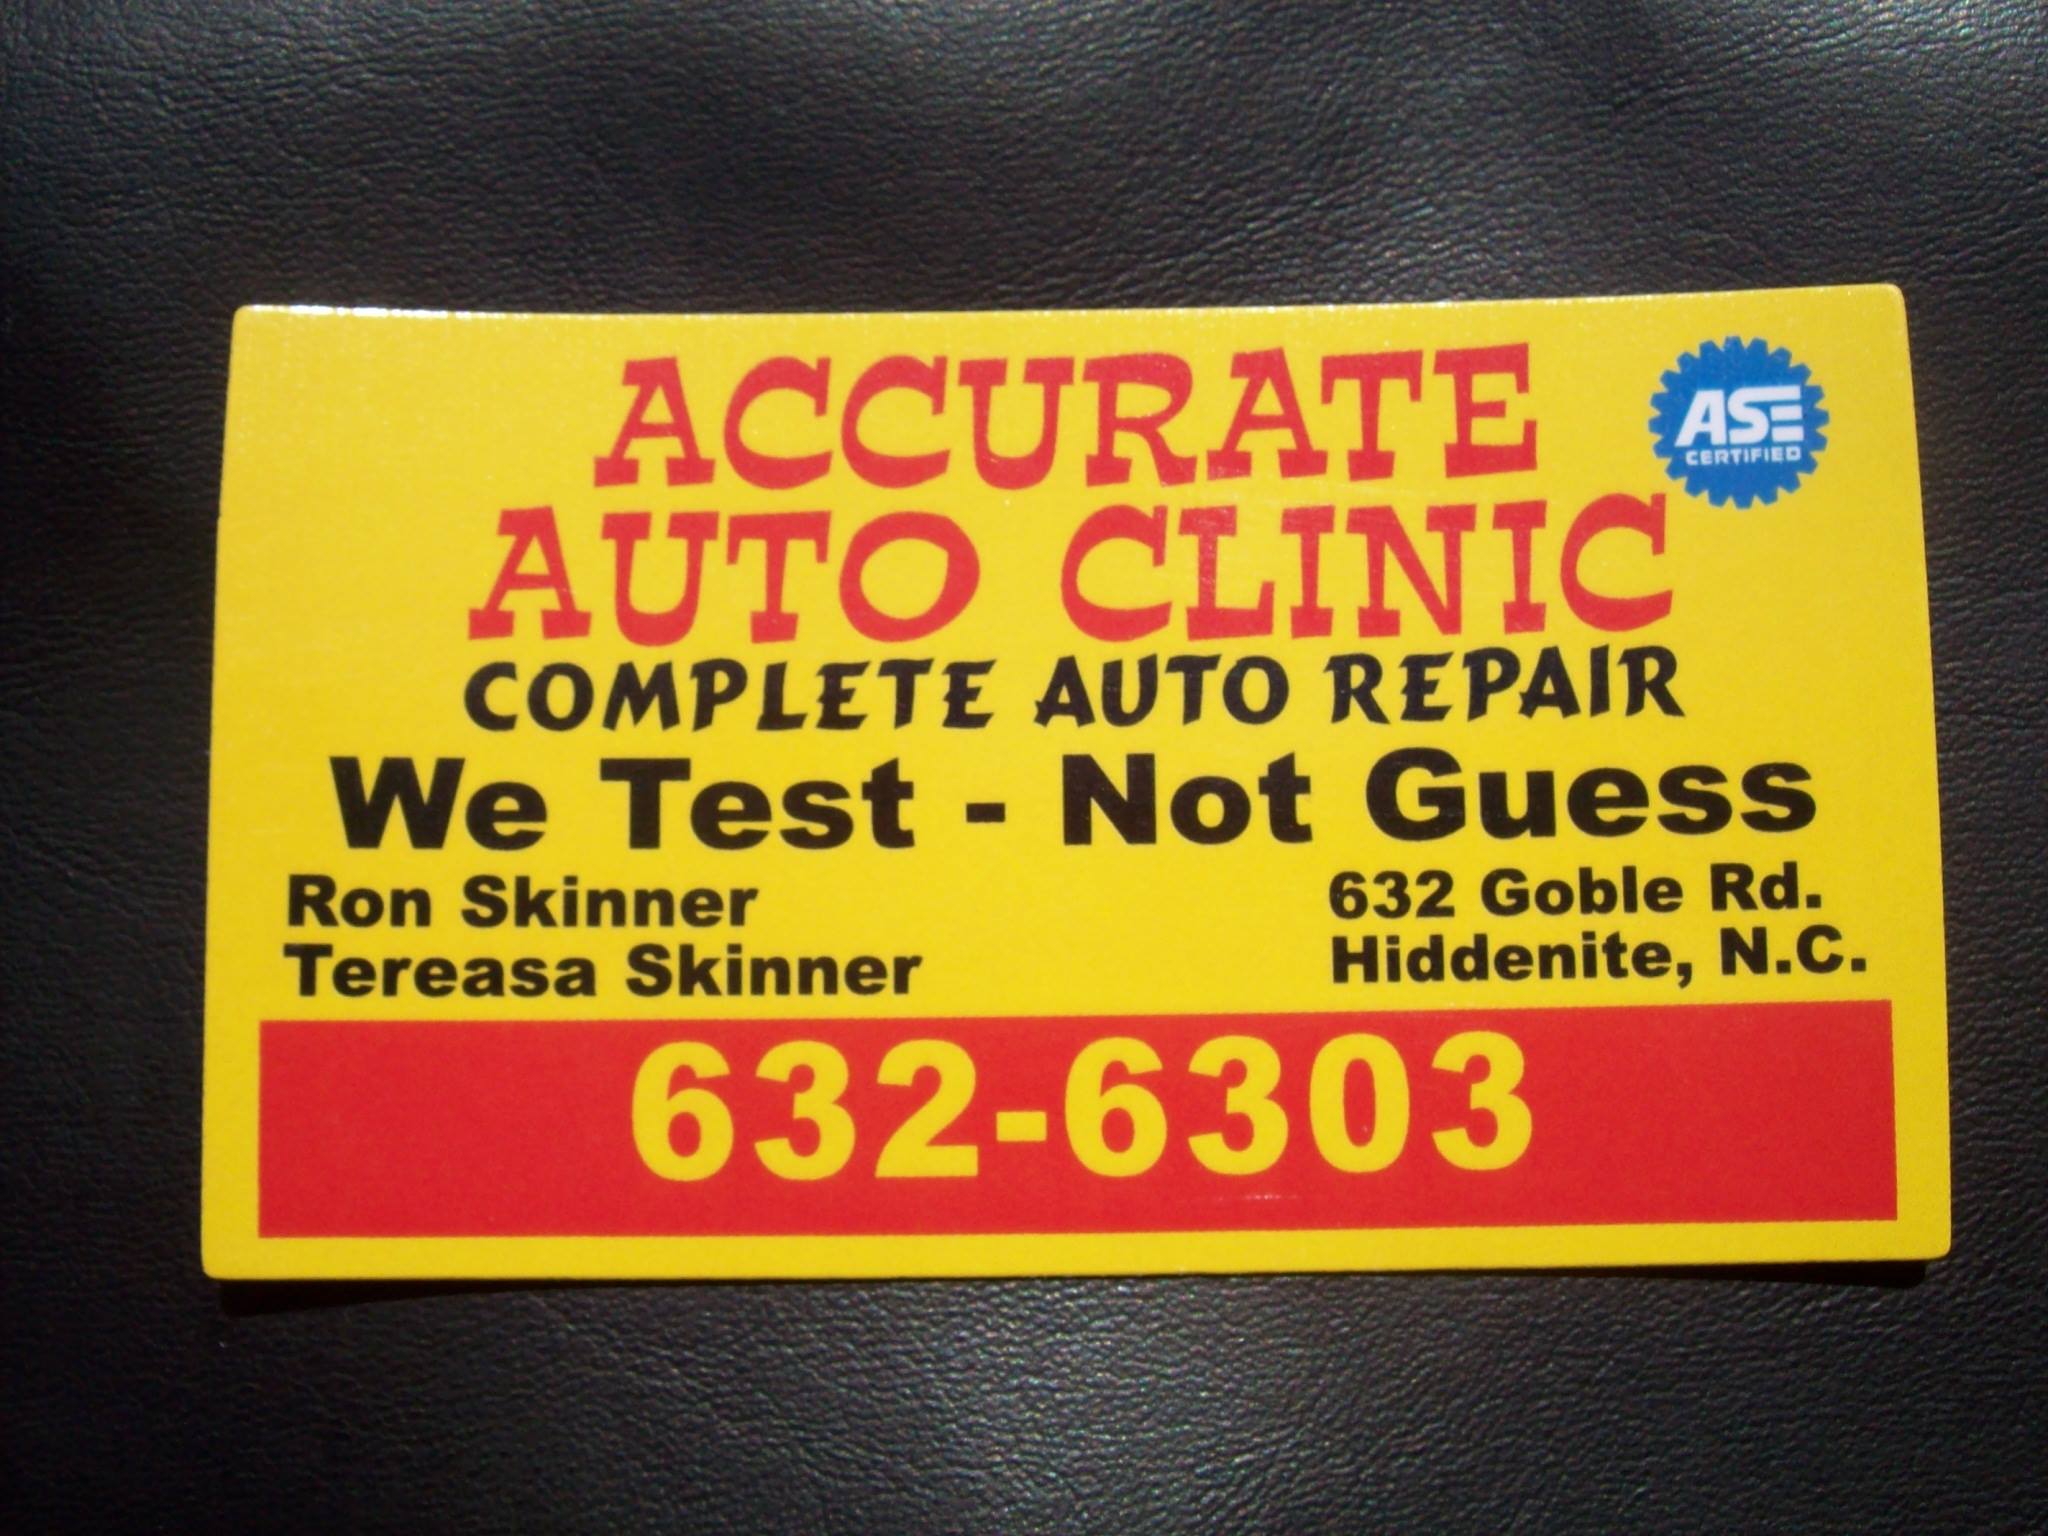 ACCURATE
ASE
CERTIFIED
AUTO CLINIC
COMPLETE AUTO REPAIR
We Test - Not Guess
Ron Skinner
Tereasa Skinner
632 Goble Rd.
Hiddenite, N.C.
632-6303